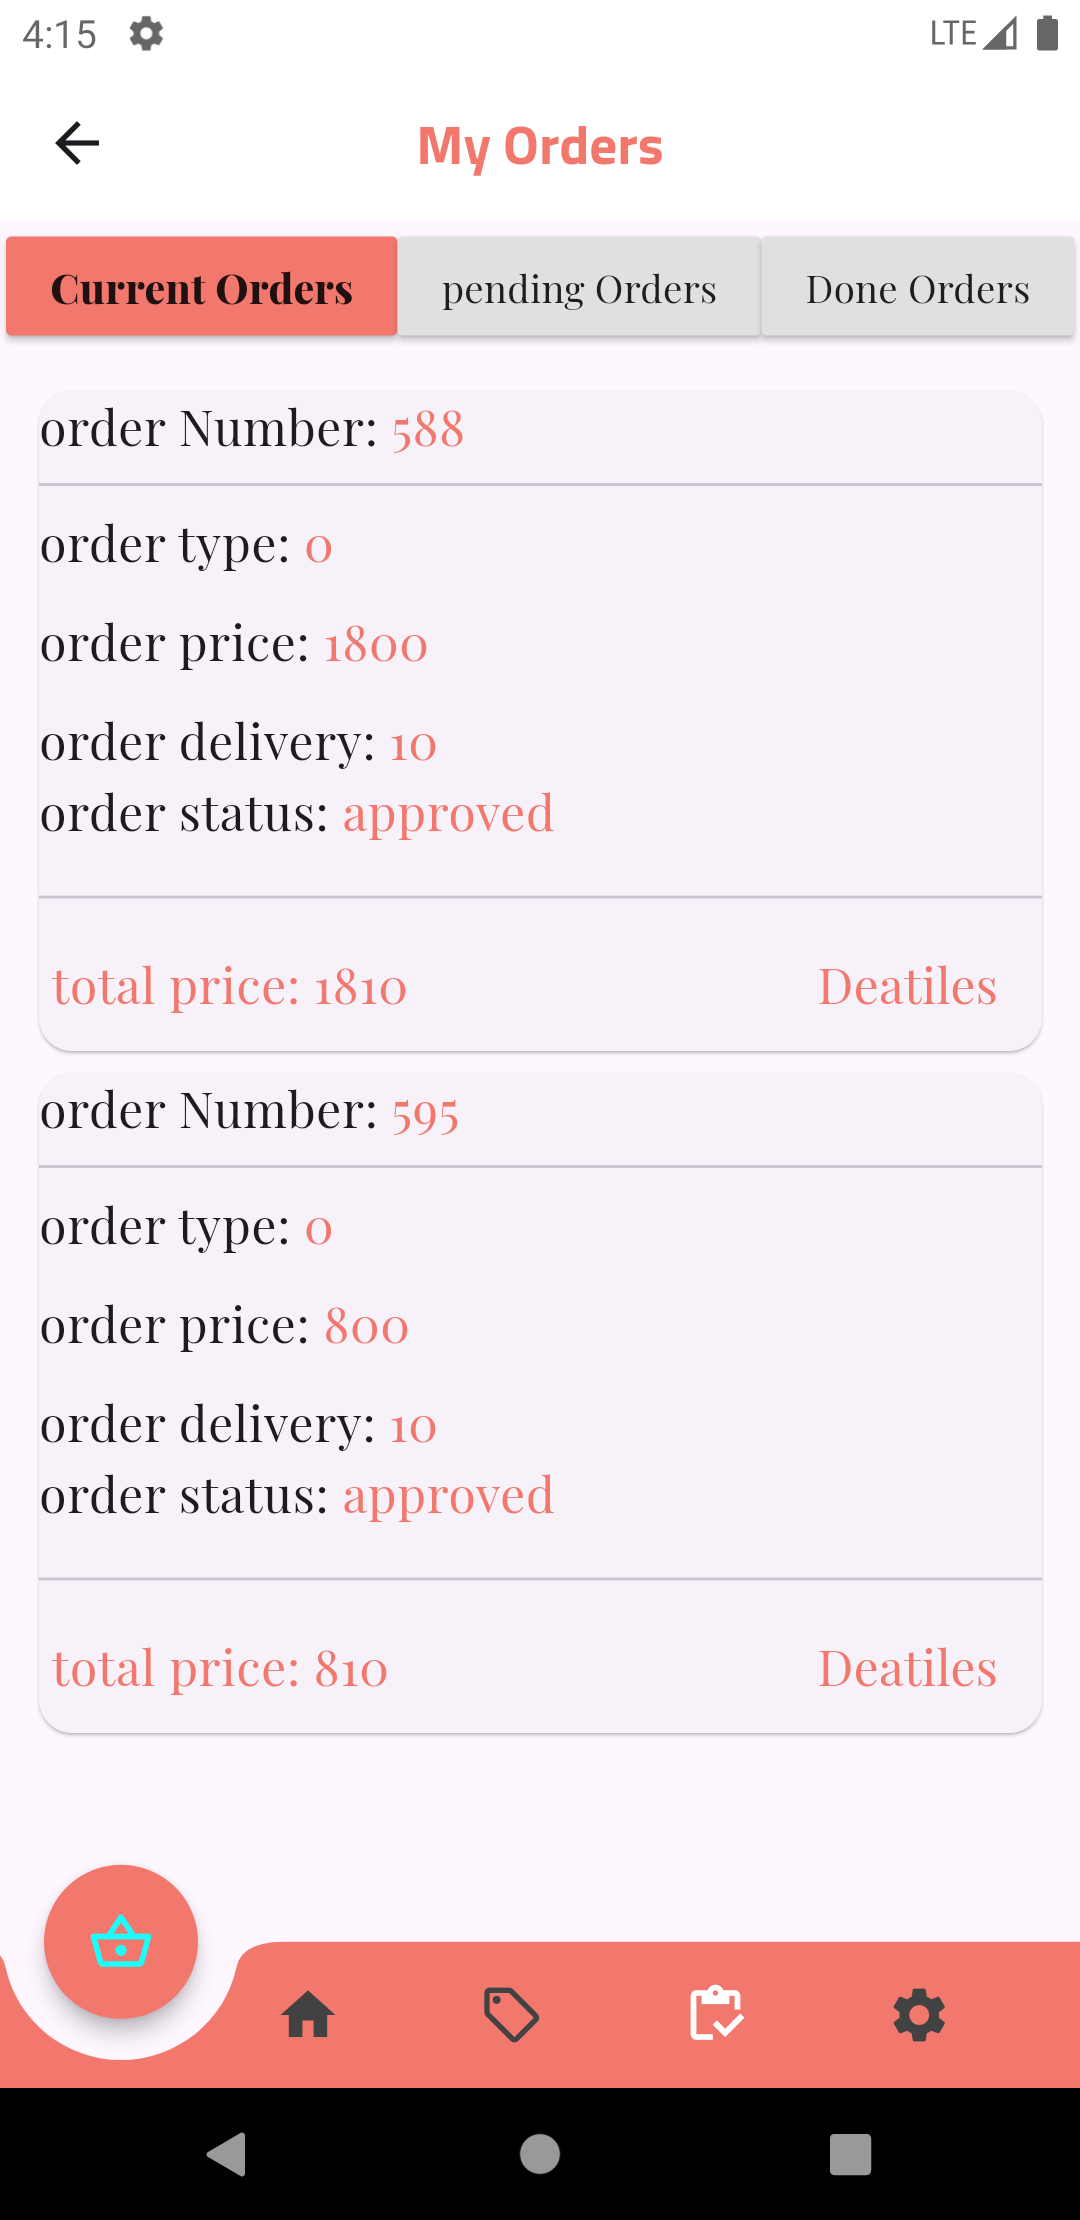 4:15 LTE
My Orders
Current Orders pending Orders Done Orders
order Number: 588
order type: 0
order price: 1800
order delivery: 10
order status: approved
total price: 1810 Deatiles
order Number: 595
order type: 0
order price: 800
order delivery: 10
order status: approved
total price: 810 Deatiles